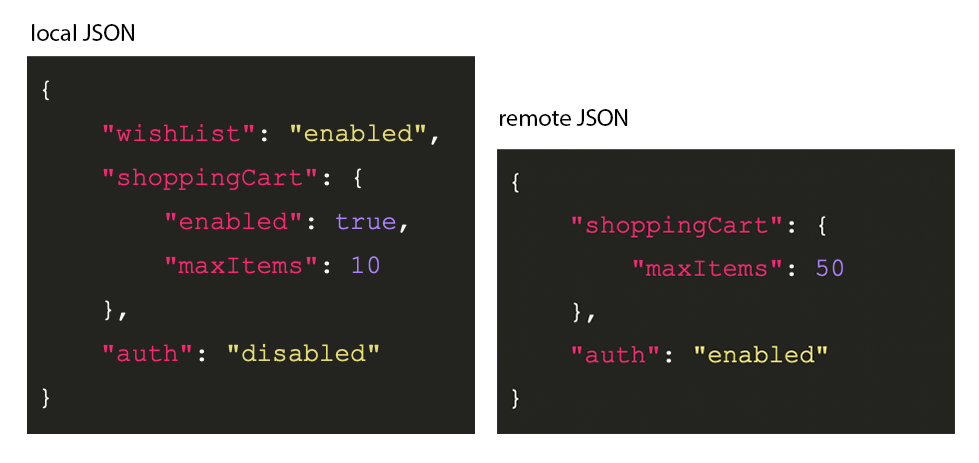 local JSON
{
    "wishList": "enabled",
    "shoppingCart": {
        "enabled": true,
        "maxItems": 10
    },
    "auth": "disabled"
}
remote JSON
{
    "shoppingCart": {
        "maxItems": 50
    },
    "auth": "enabled"
}